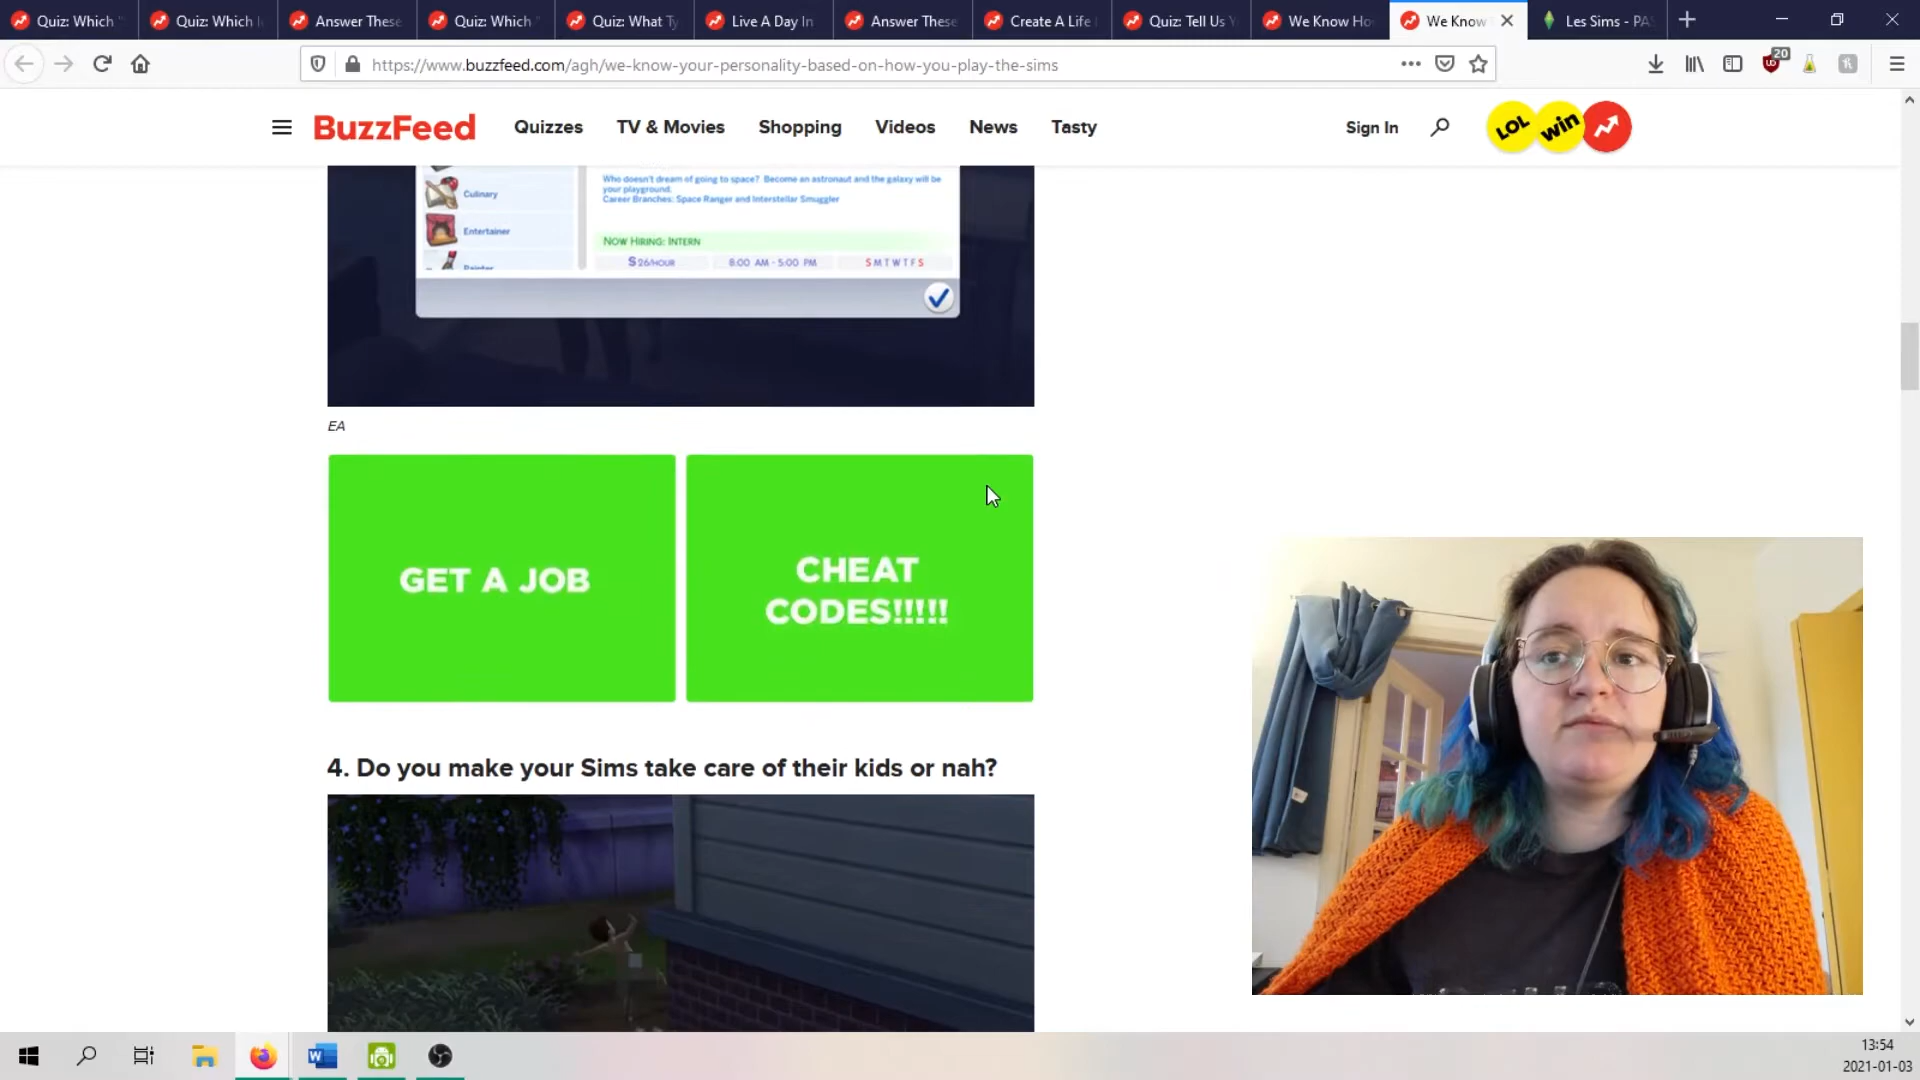 Quiz: Which
Quiz: Which I
Answer These
Quiz: Which
Quiz: What Ty
Live A Day In
Answer These
Create A Life
Quiz: Tell Us Y
We Know Ho
We Know
Les Sims - PA
https://www.buzzfeed.com/agh/we-know-your-personality-based-on-how-you-play-the-sims
20
BuzzFeed
Quizzes
TV & Movies
Shopping
Videos
News
Tasty
Sign In
LOL
win
Who doesn't dream of going to space? Become an astronaut and the galaxy will be
your playground.
Career Branches: Space Ranger and Interstellar Smuggler
Culinary
Entertainer
Painter
NOW HIRING: INTERN
$26/HOUR
8:00 AM - 5:00 PM
S M T W T F S
EA
GET A JOB
CHEAT
CODES!!!!!
4. Do you make your Sims take care of their kids or nah?
13:54
2021-01-03